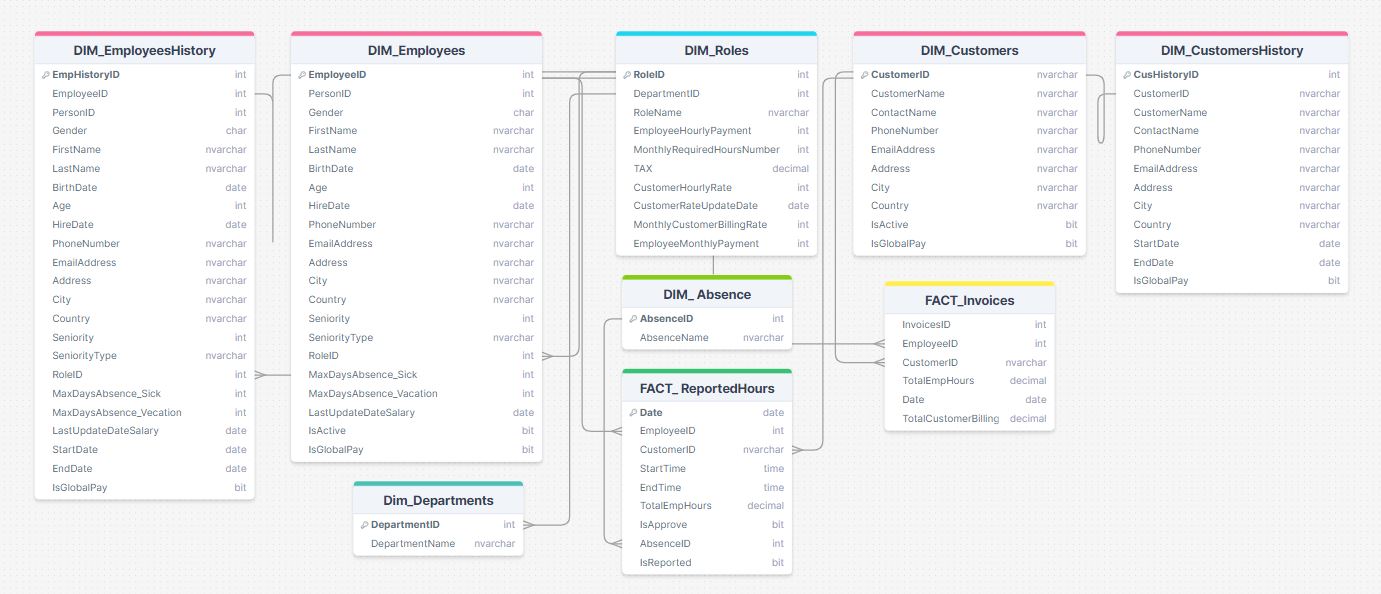 DIM_EmployeesHistory
EmpHistoryID int
EmployeeID int
PersonID int
Gender char
FirstName nvarchar
LastName nvarchar
BirthDate date
Age int
HireDate date
PhoneNumber nvarchar
EmailAddress nvarchar
Address nvarchar
City nvarchar
Country nvarchar
Seniority int
SeniorityType nvarchar
RoleID int
MaxDaysAbsence_Sick int
MaxDaysAbsence_Vecation int
LastUpdateDateSalary date
StartDate date
EndDate date
IsGlobalPay bit
DIM_Employees
EmployeeID int
PersonID int
Gender char
FirstName nvarchar
LastName nvarchar
BirthDate date
Age int
HireDate date
PhoneNumber nvarchar
EmailAddress nvarchar
Address nvarchar
City nvarchar
Country nvarchar
Seniority int
SeniorityType nvarchar
RoleID int
MaxDaysAbsence_Sick int
MaxDaysAbsence_Vacation int
LastUpdateDateSalary date
IsActive bit
IsGlobalPay bit
Dim_Departments
DepartmentID int
DepartmentName nvarchar
DIM_Roles
RoleID int
DepartmentID int
RoleName nvarchar
EmployeeHourlyPayment int
MonthlyRequiredHoursNumber int
TAX decimal
CustomerHourlyRate int
CustomerRateUpdateDate date
MonthlyCustomerBillingRate int
EmployeeMonthlyPayment int
DIM_ Absence
AbsenceID int
AbsenceName nvarchar
FACT_ ReportedHours
Date date
EmployeeID int
CustomerID nvarchar
StartTime time
EndTime time
TotalEmpHours decimal
IsApprove bit
AbsenceID int
IsReported bit
DIM_Customers
CustomerID nvarchar
CustomerName nvarchar
ContactName nvarchar
PhoneNumber nvarchar
EmailAddress nvarchar
Address nvarchar
City nvarchar
Country nvarchar
IsActive bit
IsGlobalPay bit
FACT_Invoices
InvoicesID int
EmployeeID int
CustomerID nvarchar
TotalEmpHours decimal
Date date
TotalCustomerBilling decimal
DIM_CustomersHistory
CusHistoryID int
CustomerID nvarchar
CustomerName nvarchar
ContactName nvarchar
PhoneNumber nvarchar
EmailAddress nvarchar
Address nvarchar
City nvarchar
Country nvarchar
StartDate date
EndDate date
IsGlobalPay bit